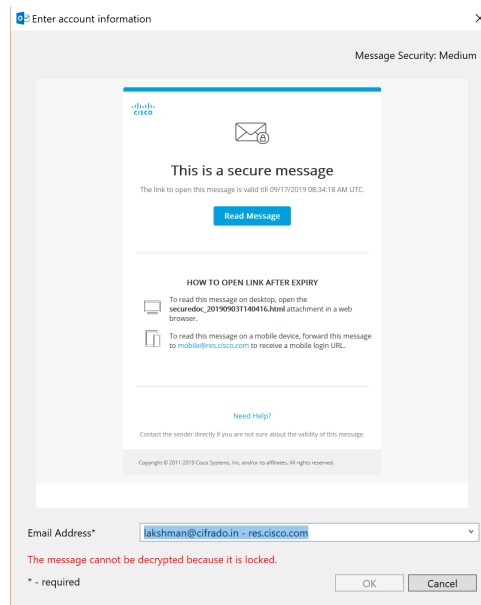 Enter account information
Message Security: Medium
CISCO
This is a secure message
The link to open this message is valid till 09/17/2019 08:34:18 AM UTC.
Read Message
HOW TO OPEN LINK AFTER EXPIRY
To read this message on desktop, open the
securedoc_20190903T140416.html attachment in a web
browser.
To read this message on a mobile device, forward this message
to mobile@res.cisco.com to receive a mobile login URL.
Need Help?
Contact the sender directly if you are not sure about the validity of this message.
Copyright © 2011-2019 Cisco Systems, Inc. and/or its affiliates. All rights reserved.
Email Address*
lakshman@cifrado.in - res.cisco.com
The message cannot be decrypted because it is locked.
* - required
OK
Cancel